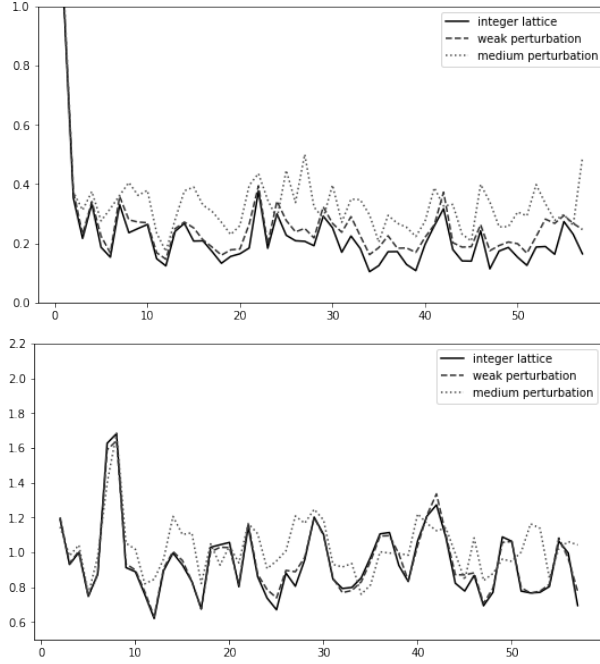 1.0
0.8
0.6
0.4
0.2
0.0
0 10 20 30 40 50
integer lattice
weak perturbation
medium perturbation
2.2
2.0
1.8
1.6
1.4
1.2
1.0
0.8
0.6
0 10 20 30 40 50
integer lattice
weak perturbation
medium perturbation